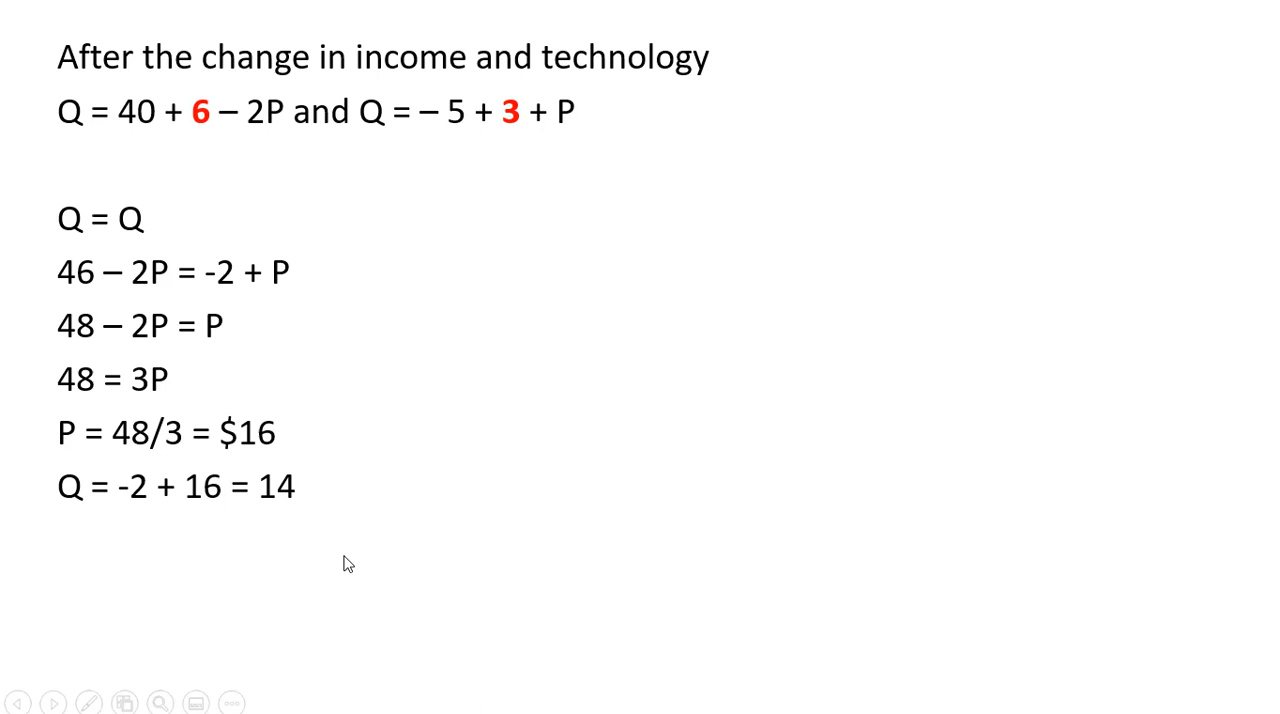 After the change in income and technology
Q = 40 + 6 – 2P and Q = – 5 + 3 + P
Q = Q
46 – 2P = -2 + P
48 – 2P = P
48 = 3P
P = 48/3 = $16
Q = -2 + 16 = 14